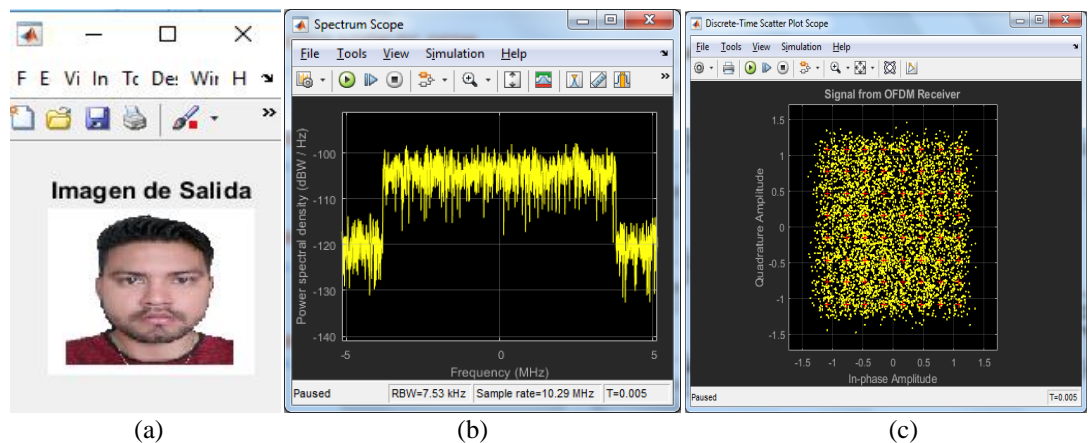 F E Vi In Tc De: Wir H
»
Imagen de Salida
(a)
Spectrum Scope
File Tools View Simulation Help
»
Power spectral density (dBW / Hz)
-100
-110
-120
-130
-140
-5 0 5
Frequency (MHz)
Paused RBW=7.53 kHz Sample rate=10.29 MHz T=0.005
(b)
Discrete-Time Scatter Plot Scope
File Tools View Simulation Help
Signal from OFDM Receiver
Quadrature Amplitude
1.5
1
0.5
0
-0.5
-1
-1.5
-1.5 -1 -0.5 0 0.5 1 1.5
In-phase Amplitude
Paused T=0.005
(c)